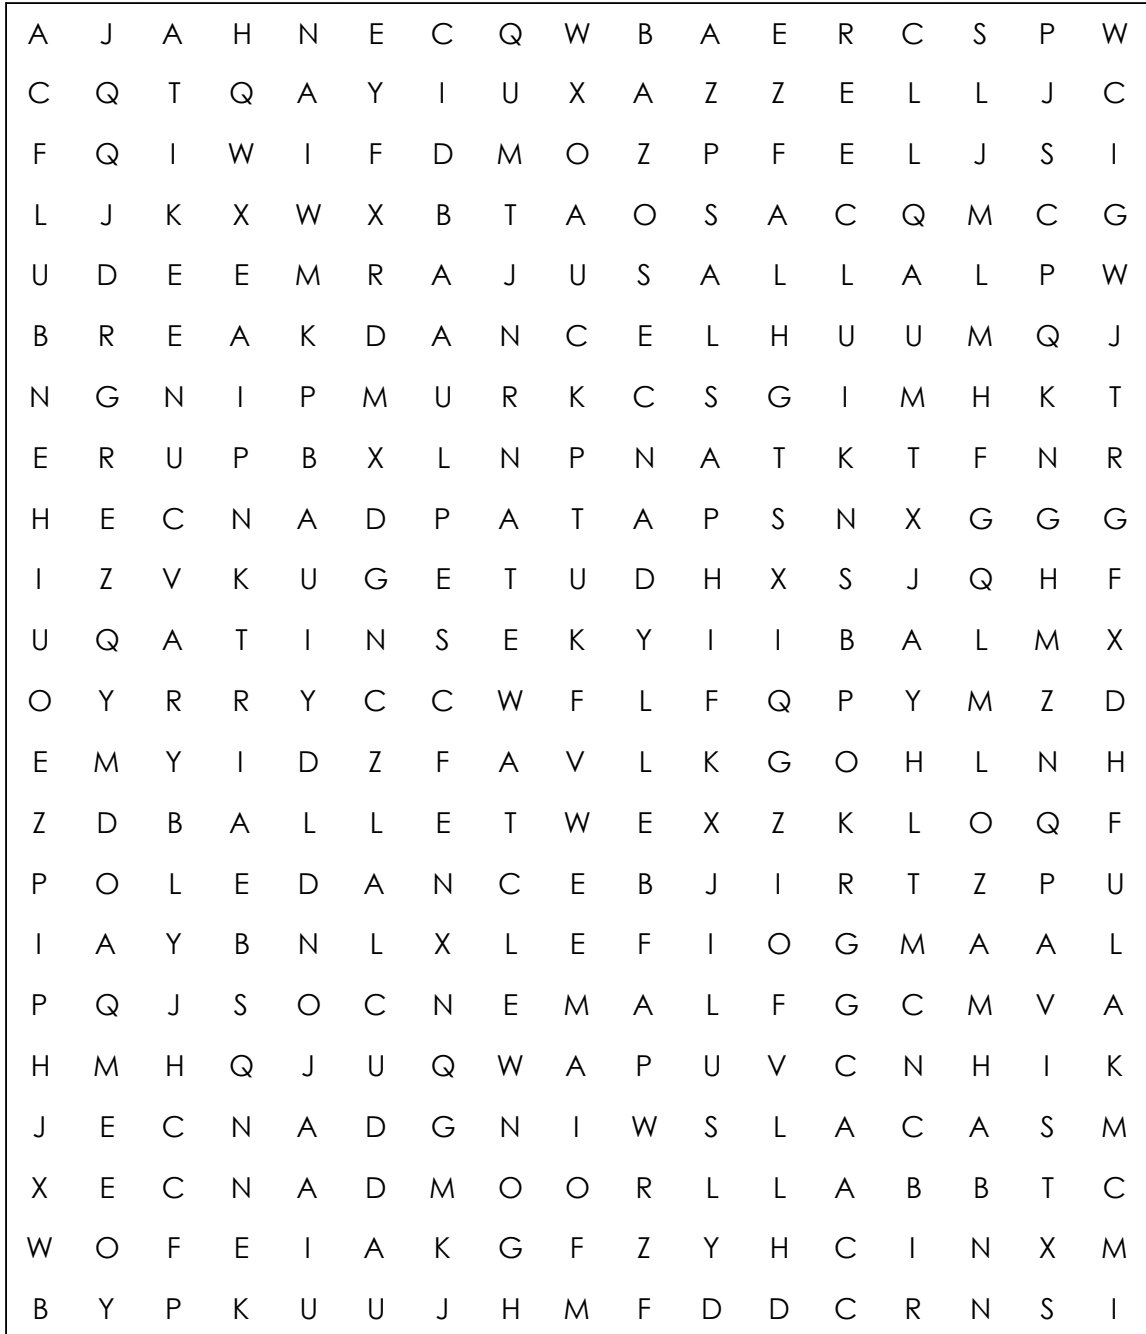 A J A H N E C Q W B A E R C S P W
C Q T Q A Y I U X A Z Z E L L J C
F Q I W I F D M O Z P F E L J S I
L J K X W X B T A O S A C Q M C G
U D E E M R A J U S A L L A L P W
B R E A K D A N C E L H U U M Q J
N G N I P M U R K C S G I M H K T
E R U P B X L N P N A T K T F N R
H E C N A D P A T A P S N X G G G
I Z V K U G E T U D H X S J Q H F
U Q A T I N S E K Y I I B A L M X
O Y R R Y C C W F L F Q P Y M Z D
E M Y I D Z F A V L K G O H L N H
Z D B A L L E T W E X Z K L O Q F
P O L E D A N C E B J I R T Z P U
I A Y B N L X L E F I O G M A A L
P Q J S O C N E M A L F G C M V A
H M H Q J U Q W A P U V C N H I K
J E C N A D G N I W S L A C A S M
X E C N A D M O O R L L A B B T C
W O F E I A K G F Z Y H C I N X M
B Y P K U U J H M F D D C R N S I